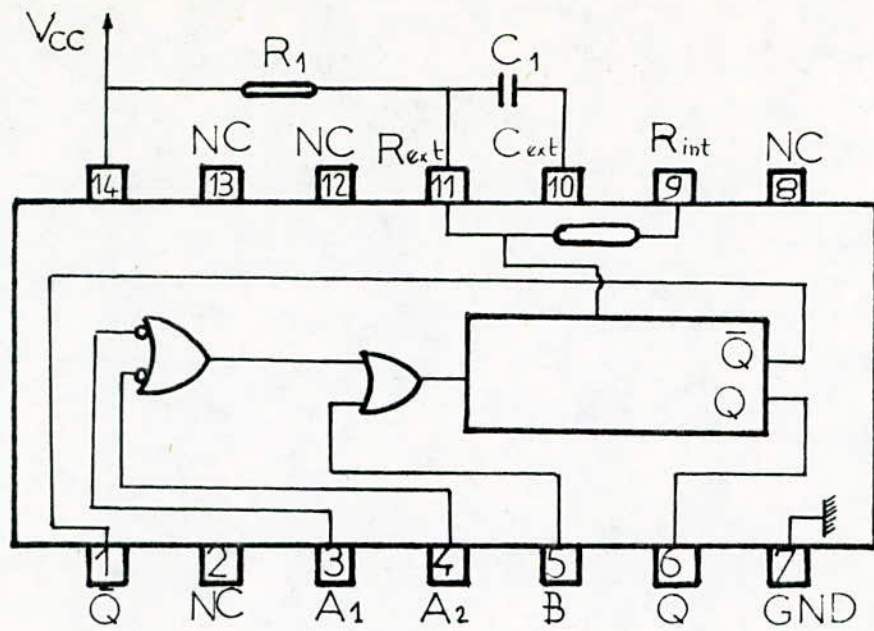 VCC
R1
C1
NC
NC
Rext
Cext
Rint
NC
14
13
12
11
10
9
8
Q̄
Q
1
2
3
4
5
6
7
Q̄
NC
A1
A2
B
Q
GND